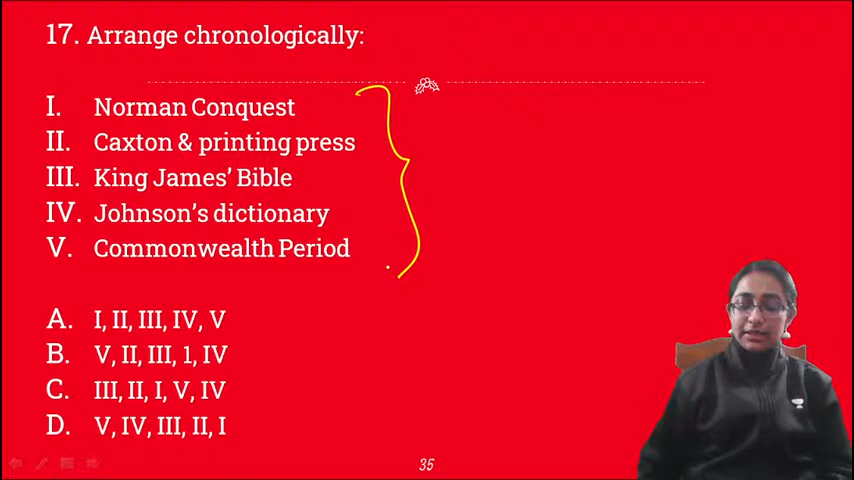 17. Arrange chronologically:
I. Norman Conquest
II. Caxton & printing press
III. King James' Bible
IV. Johnson's dictionary
V. Commonwealth Period
A. I, II, III, IV, V
B. V, II, III, 1, IV
C. III, II, I, V, IV
D. V, IV, III, II, I
35